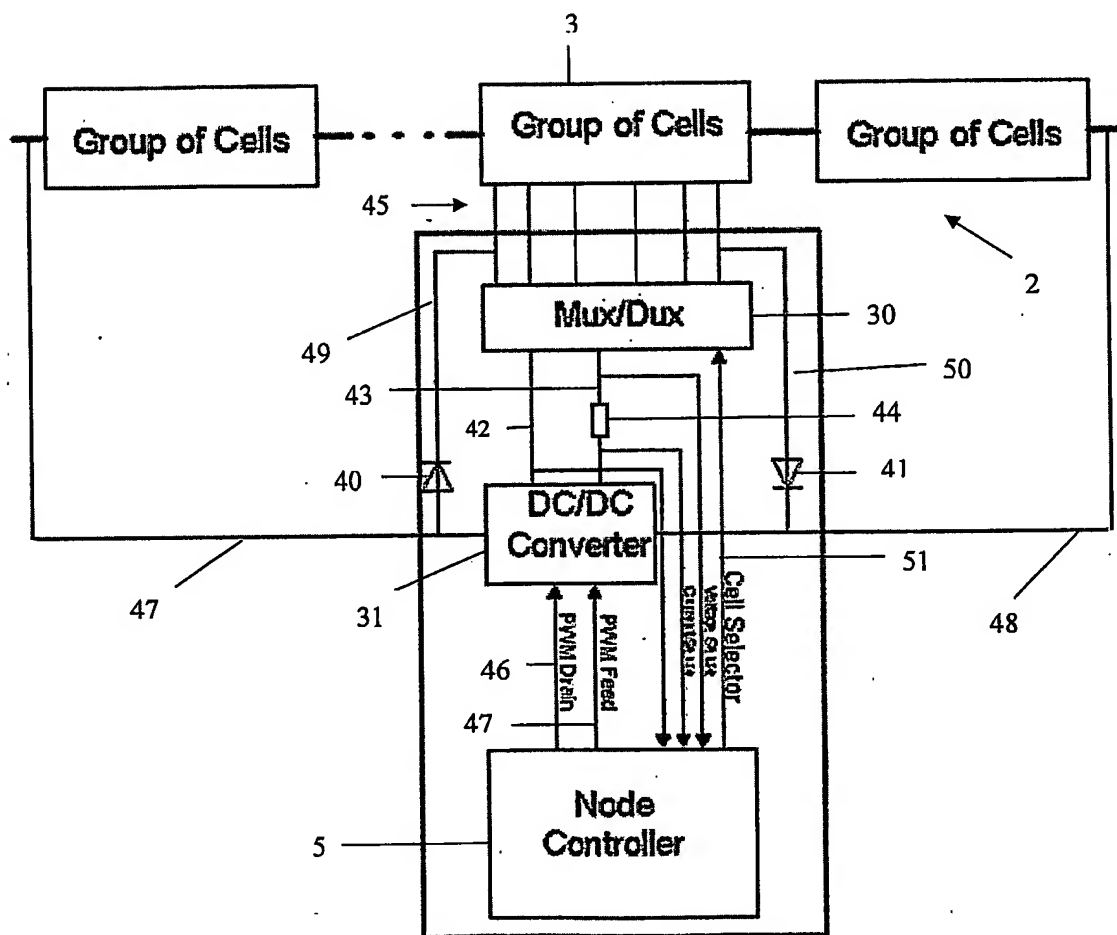 3
Group of Cells
Group of Cells
Group of Cells
45
2
Mux/Dux
30
49
50
43
42
44
40
41
DC/DC
Converter
51
47
31
48
PWM Drain
PWM Feed
Cell Selector
46
47
Node
Controller
5